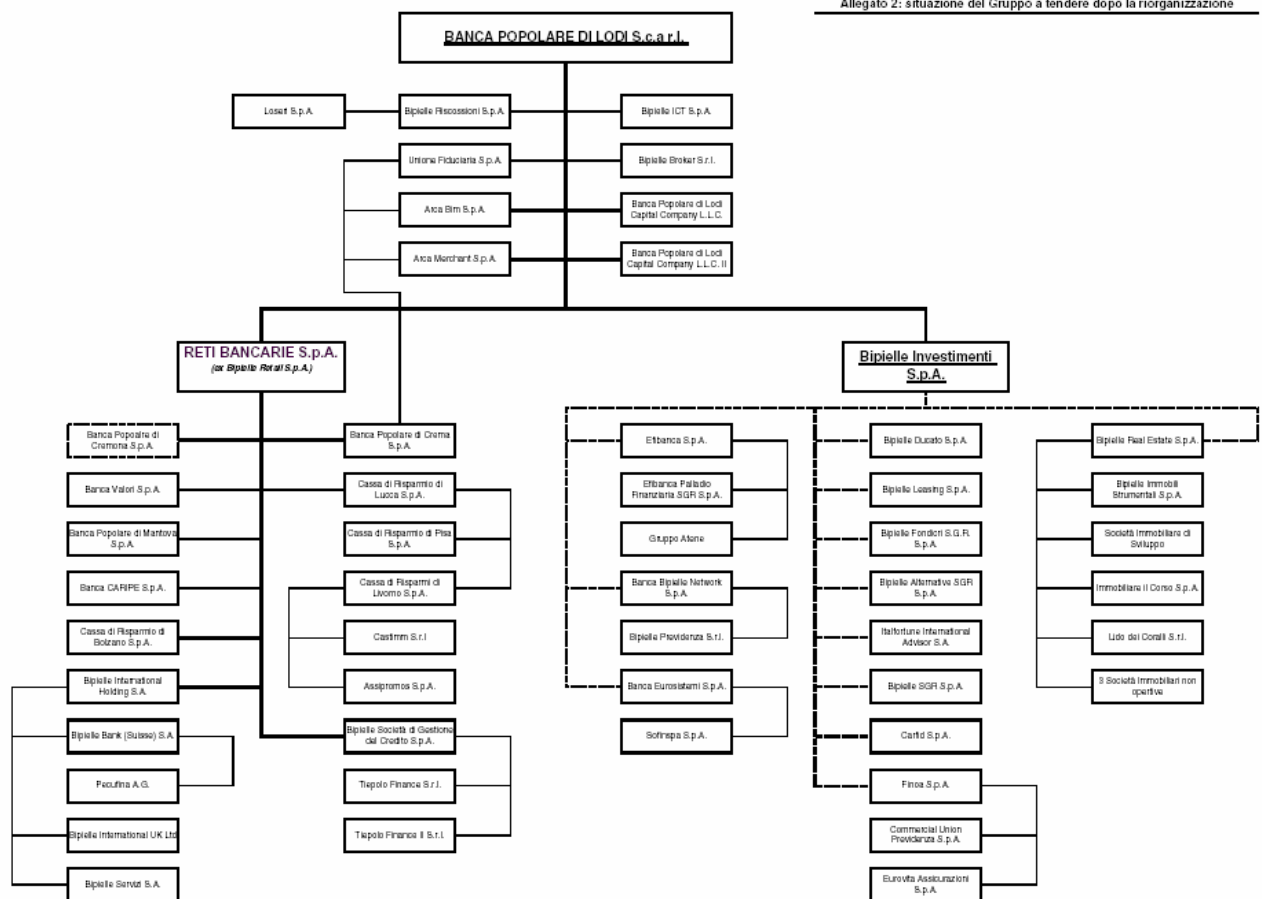 Allegato 2: situazione del Gruppo a tendere dopo la riorganizzazione
BANCA POPOLARE DI LODI S.c.a r.l.
Loseri S.p.A.
Bipielle Riscossioni S.p.A.
Bipielle ICT S.p.A.
Unione Fiduciaria S.p.A.
Bipielle Broker S.r.l.
Arca Bim S.p.A.
Banca Popolare di Lodi
Capital Company L.L.C.
Arca Merchant S.p.A.
Banca Popolare di Lodi
Capital Company L.L.C. II
RETI BANCARIE S.p.A.
(ex Bipielle Retail S.p.A.)
Bipielle Investimenti
S.p.A.
Banca Popoalre di
Cremona S.p.A.
Banca Valori S.p.A.
Banca Popolare di Mantova
S.p.A.
Banca CARIPE S.p.A.
Cassa di Risparmio di
Bolzano S.p.A.
Bipielle International
Holding S.A.
Bipielle Bank (Suisse) S.A.
Pecufina A.G.
Bipielle International UK Ltd
Bipielle Servizi S.A.
Banca Popolare di Crema
S.p.A.
Cassa di Risparmio di
Lucca S.p.A.
Cassa di Risparmio di Pisa
S.p.A.
Cassa di Risparmi di
Livorno S.p.A.
Castimm S.r.l
Assipromos S.p.A.
Bipielle Società di Gestione
del Credito S.p.A.
Tiepolo Finance S.r.l.
Tiepolo Finance II S.r.l.
Efibanca S.p.A.
Efibanca Palladio
Finanziaria SGR S.p.A.
Gruppo Atene
Banca Bipielle Network
S.p.A.
Bipielle Previdenza S.r.l.
Banca Eurosistemi S.p.A.
Sofinspa S.p.A.
Bipielle Ducato S.p.A.
Bipielle Leasing S.p.A.
Bipielle Fondicri S.G.R.
S.p.A.
Bipielle Alternative SGR
S.p.A.
Italfortune International
Advisor S.A.
Bipielle SGR S.p.A.
Carfid S.p.A.
Finoa S.p.A.
Commercial Union
Previdenza S.p.A.
Eurovita Assicurazioni
S.p.A.
Bipielle Real Estate S.p.A.
Bipielle Immobili
Strumentali S.p.A.
Società Immobiliare di
Sviluppo
Immobiliare il Corso S.p.A.
Lido dei Coralli S.r.l.
3 Società Immobiliari non
opertive